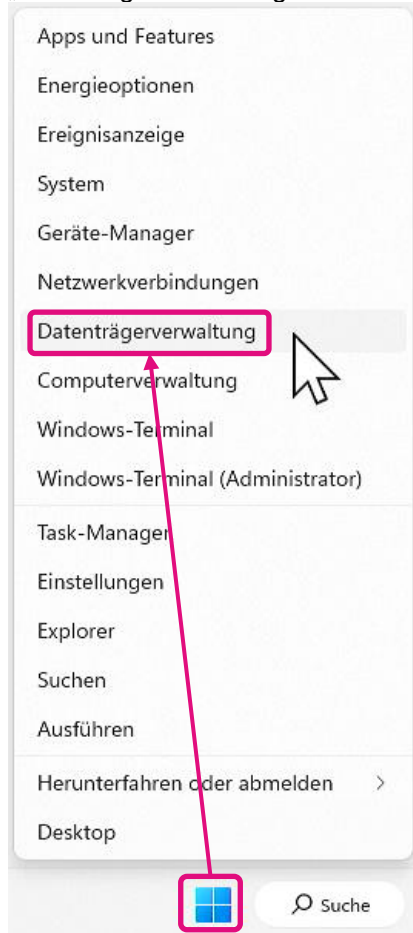 Apps und Features
Energieoptionen
Ereignisanzeige
System
Geräte-Manager
Netzwerkverbindungen
Datenträgerverwaltung
Computerverwaltung
Windows-Terminal
Windows-Terminal (Administrator)
Task-Manager
Einstellungen
Explorer
Suchen
Ausführen
Herunterfahren oder abmelden
Desktop
Suche